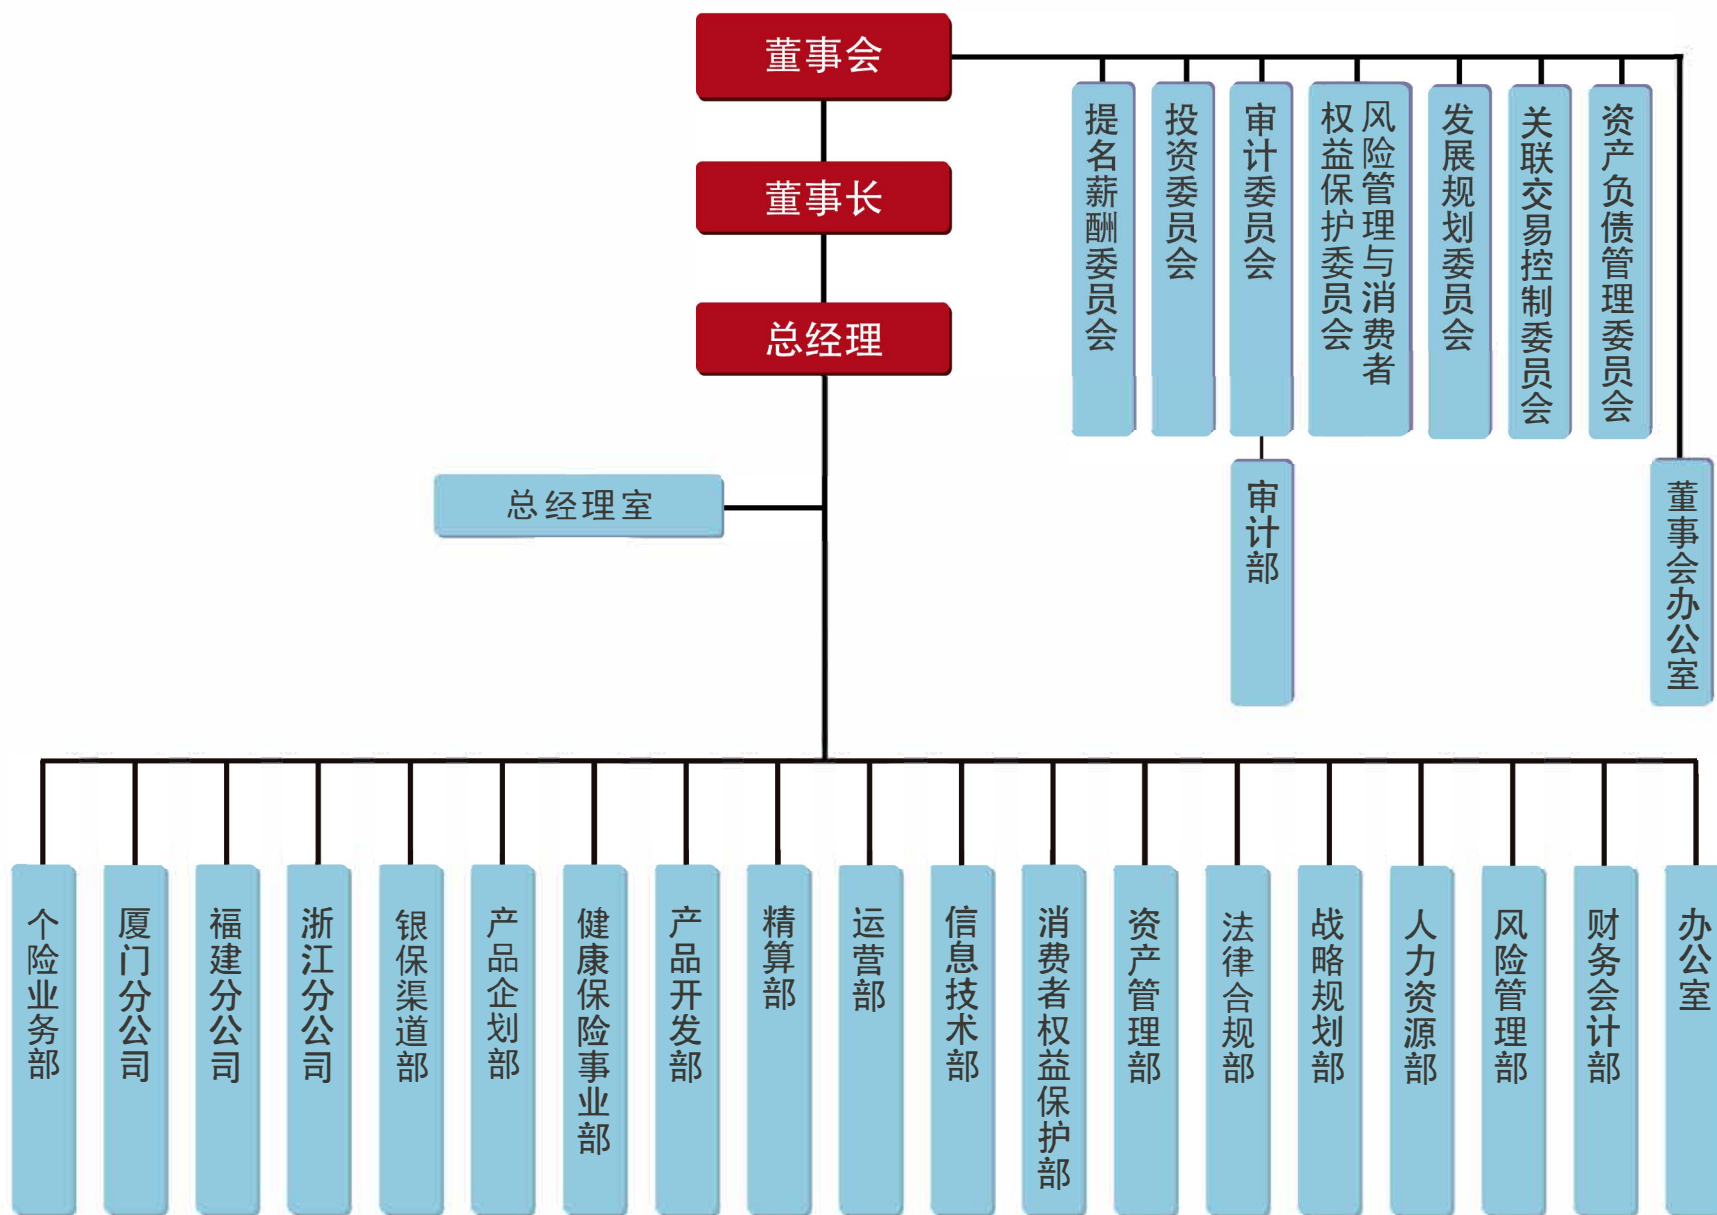 董事会
董事长
总经理
提名薪酬委员会
投资委员会
审计委员会
风险管理与消费者
权益保护委员会
发展规划委员会
关联交易控制委员会
资产负债管理委员会
总经理室
审计部
董事会办公室
个险业务部
厦门分公司
福建分公司
浙江分公司
银保渠道部
产品企划部
健康保险事业部
产品开发部
精算部
运营部
信息技术部
消费者权益保护部
资产管理部
法律合规部
战略规划部
人力资源部
风险管理部
财务会计部
办公室